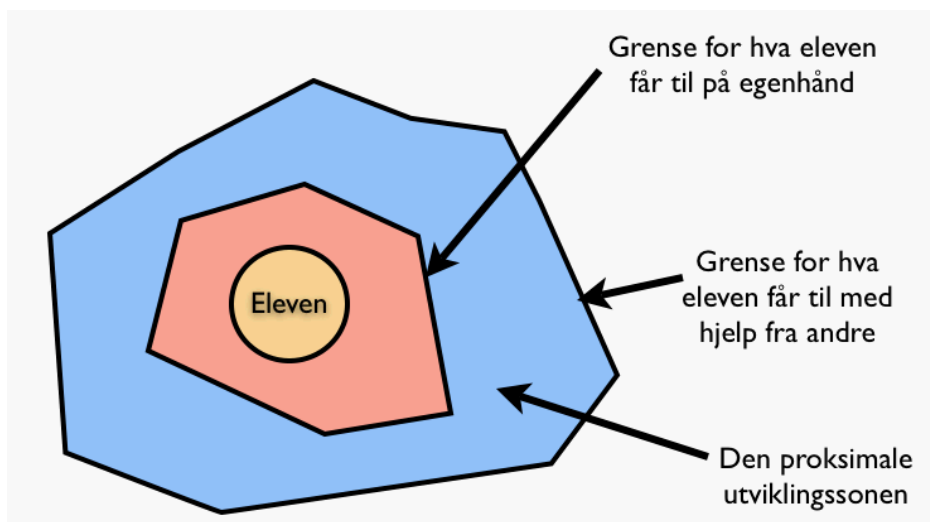 Grense for hva eleven
får til på egenhånd
Grense for hva
eleven får til med
hjelp fra andre
Eleven
Den proksimale
utviklingssonen